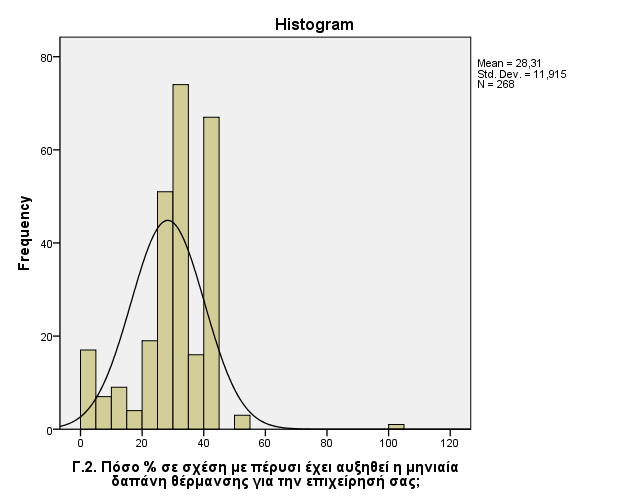 Histogram
Mean = 28,31
Std. Dev. = 11,915
N = 268
Frequency
80
60
40
20
0
0 20 40 60 80 100 120
Γ.2. Πόσο % σε σχέση με πέρυσι έχει αυξηθεί η μηνιαία
δαπάνη θέρμανσης για την επιχείρησή σας;